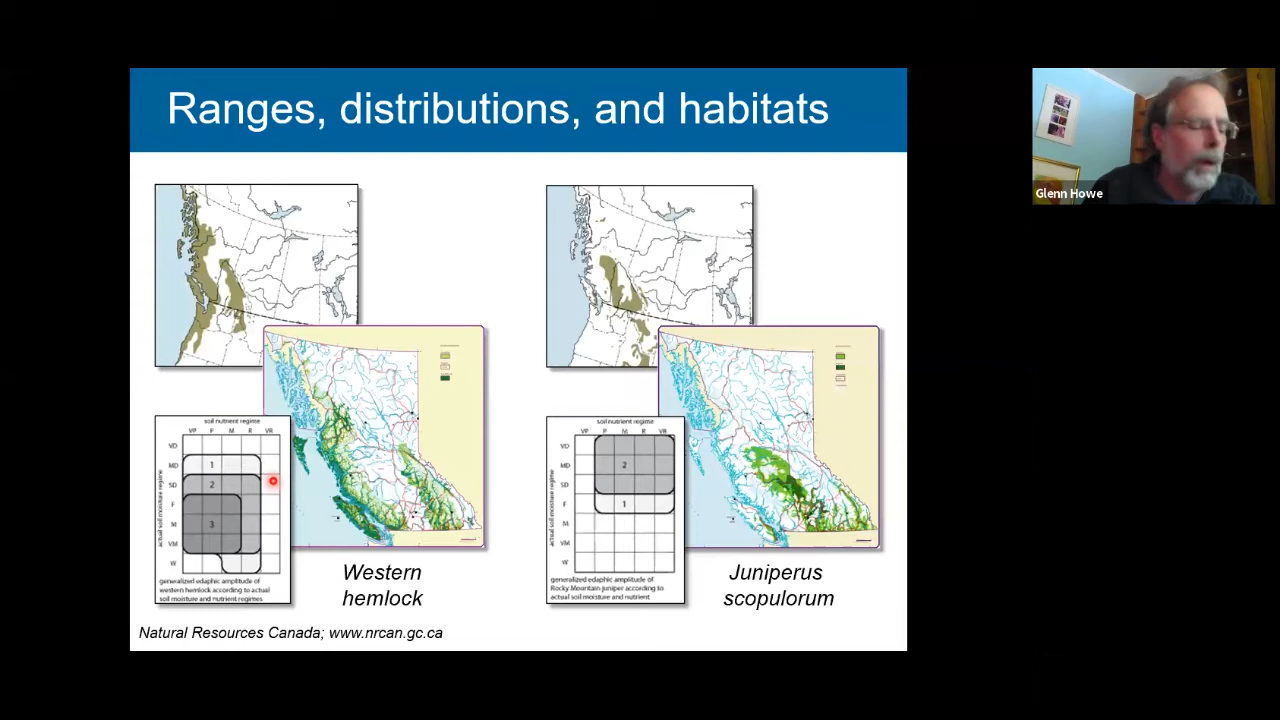 Ranges, distributions, and habitats
Glenn Howe
soil nutrient regime
VP P M R VR
VD
MD
SD
F
M
VM
W
1
2
3
actual soil moisture regime
generalized edaphic amplitude of
western hemlock according to actual
soil moisture and nutrient regimes
Western
hemlock
soil nutrient regime
VP P M R VR
VD
MD
SD
F
M
VM
W
2
1
actual soil moisture regime
generalized edaphic amplitude of
Rocky Mountain juniper according to
actual soil moisture and nutrient
Juniperus
scopulorum
Natural Resources Canada; www.nrcan.gc.ca